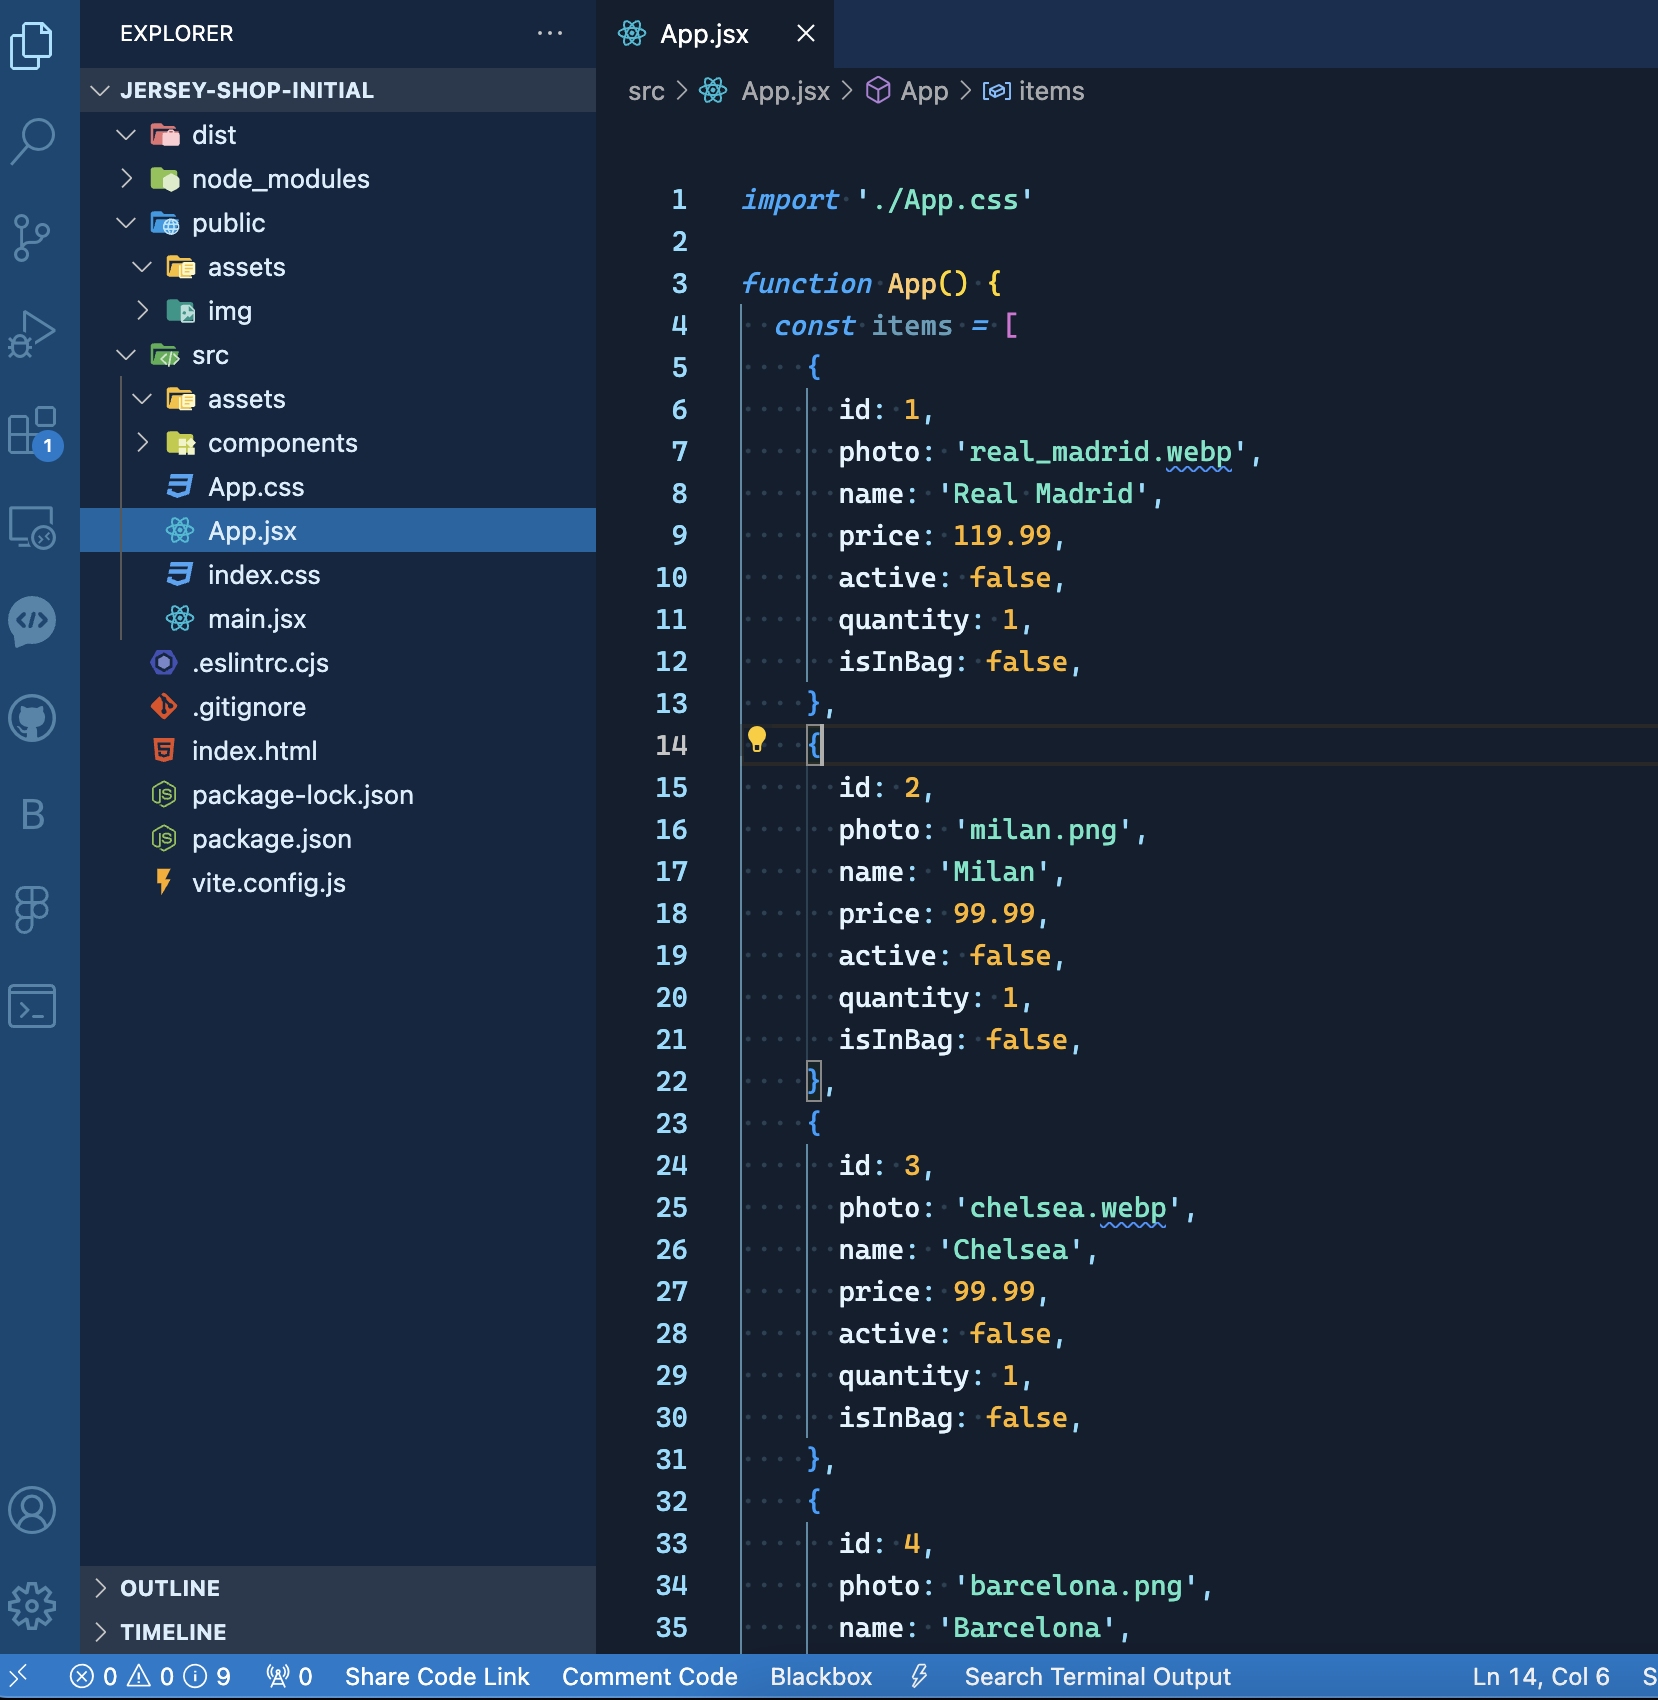 EXPLORER
JERSEY-SHOP-INITIAL
dist
node_modules
public
assets
img
src
assets
components
App.css
App.jsx
index.css
main.jsx
.eslintrc.cjs
.gitignore
index.html
package-lock.json
package.json
vite.config.js
OUTLINE
TIMELINE
1
B
App.jsx
src > App.jsx > App > items
1 import './App.css'
2
3 function App() {
4 const items = [
5 {
6 id: 1,
7 photo: 'real_madrid.webp',
8 name: 'Real Madrid',
9 price: 119.99,
10 active: false,
11 quantity: 1,
12 isInBag: false,
13 },
14 {
15 id: 2,
16 photo: 'milan.png',
17 name: 'Milan',
18 price: 99.99,
19 active: false,
20 quantity: 1,
21 isInBag: false,
22 },
23 {
24 id: 3,
25 photo: 'chelsea.webp',
26 name: 'Chelsea',
27 price: 99.99,
28 active: false,
29 quantity: 1,
30 isInBag: false,
31 },
32 {
33 id: 4,
34 photo: 'barcelona.png',
35 name: 'Barcelona',
0 0 9 0 Share Code Link Comment Code Blackbox Search Terminal Output Ln 14, Col 6 S